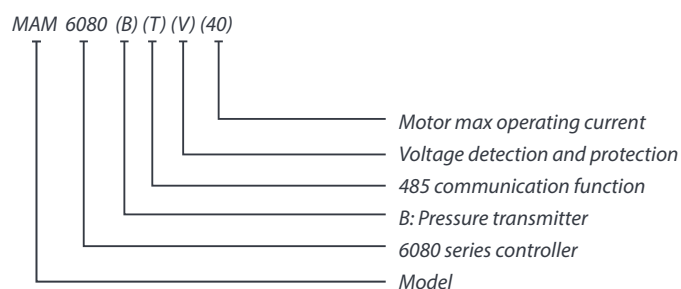 MAM 6080 (B) (T) (V) (40)
Motor max operating current
Voltage detection and protection
485 communication function
B: Pressure transmitter
6080 series controller
Model